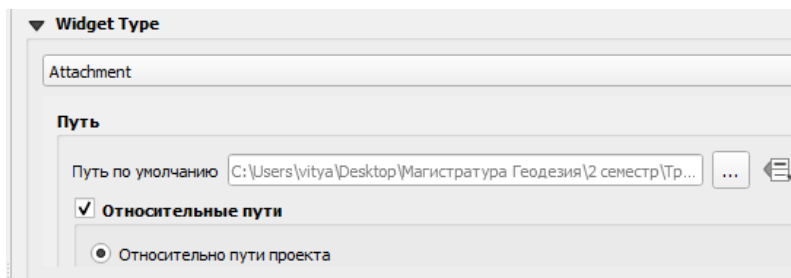 Widget Type
Attachment
Путь
Путь по умолчанию C:\Users\vitya\Desktop\Магистратура Геодезия\2 семестр\Тр... ...
Относительные пути
Относительно пути проекта